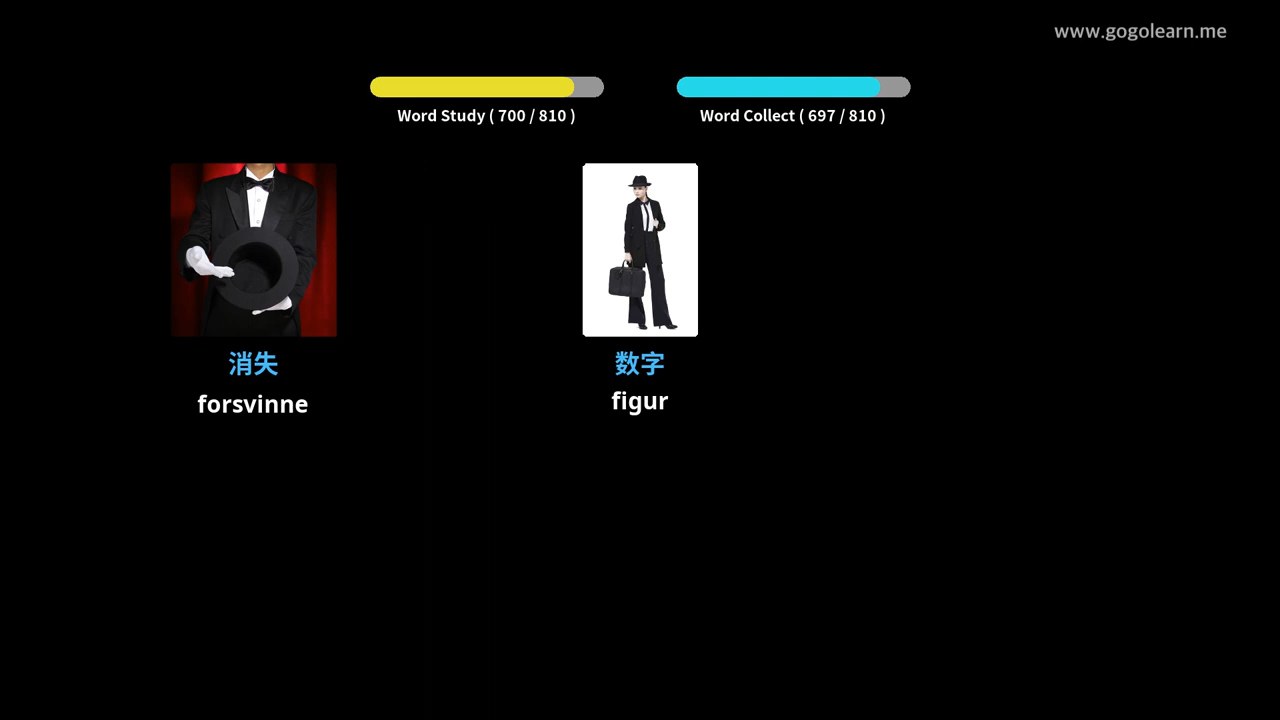 www.gogolearn.me
Word Study ( 700 / 810 )
Word Collect ( 697 / 810 )
消失
forsvinne
数字
figur